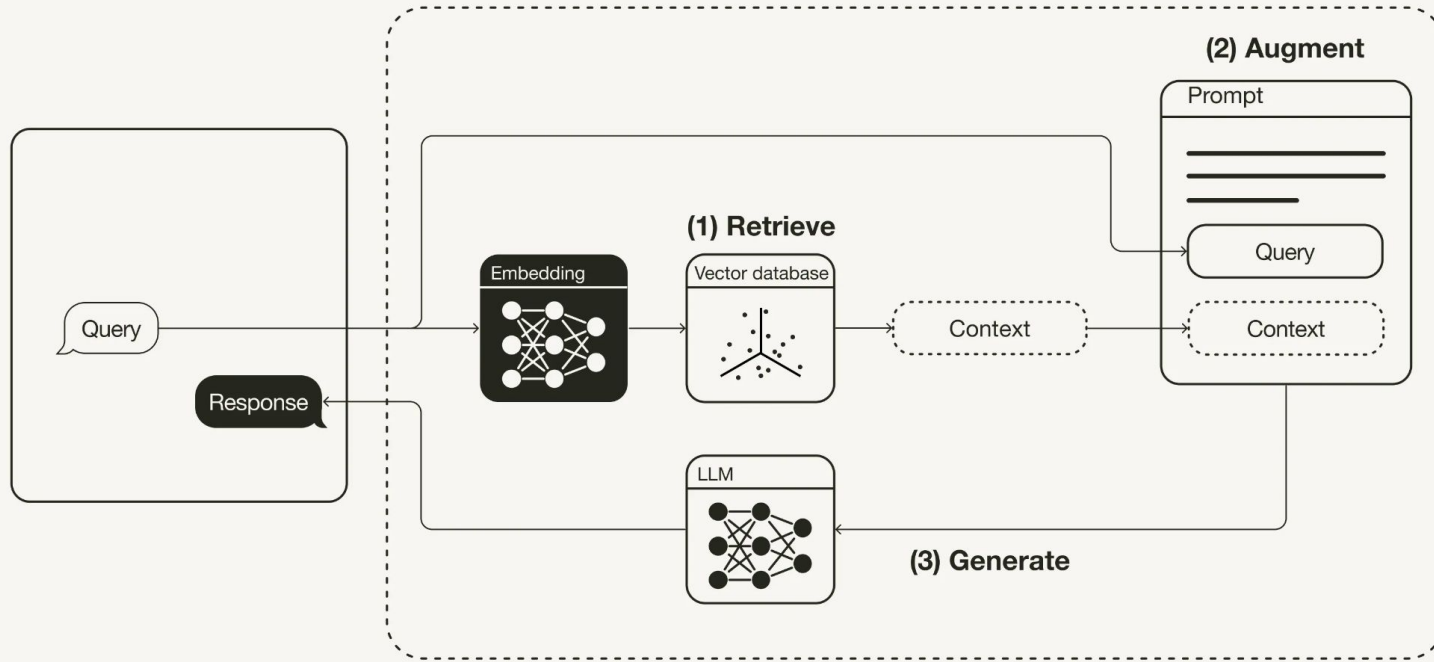 (2) Augment
Prompt
(1) Retrieve
Query
Embedding
Vector database
Query
Context
Context
Response
LLM
(3) Generate